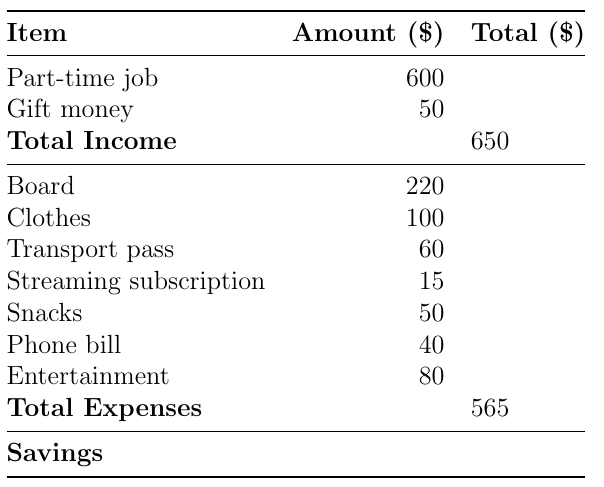 Item Amount ($) Total ($)
Part-time job 600
Gift money 50
Total Income 650
Board 220
Clothes 100
Transport pass 60
Streaming subscription 15
Snacks 50
Phone bill 40
Entertainment 80
Total Expenses 565
Savings